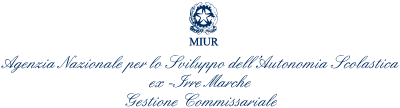 MIUR
Agenzia Nazionale per lo Sviluppo dell'Autonomia Scolastica
ex -Irre Marche
Gestione Commissariale